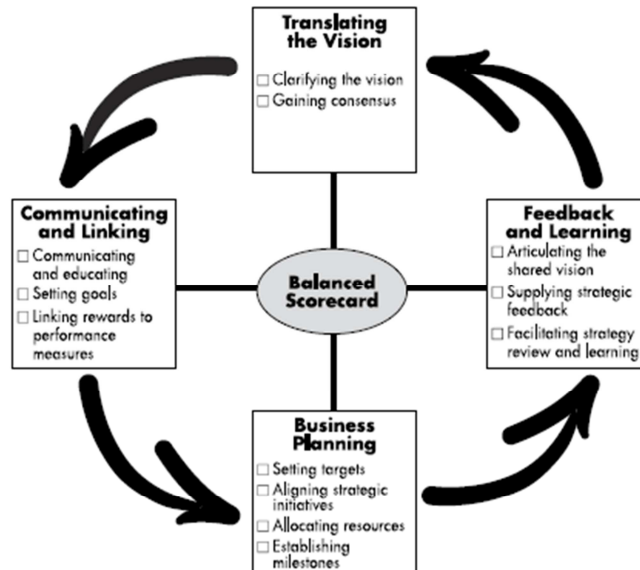 Translating
the Vision
☐ Clarifying the vision
☐ Gaining consensus
Communicating
and Linking
☐ Communicating
and educating
☐ Setting goals
☐ Linking rewards to
performance
measures
Balanced
Scorecard
Feedback
and Learning
☐ Articulating the
shared vision
☐ Supplying strategic
feedback
☐ Facilitating strategy
review and learning
Business
Planning
☐ Setting targets
☐ Aligning strategic
initiatives
☐ Allocating resources
☐ Establishing
milestones